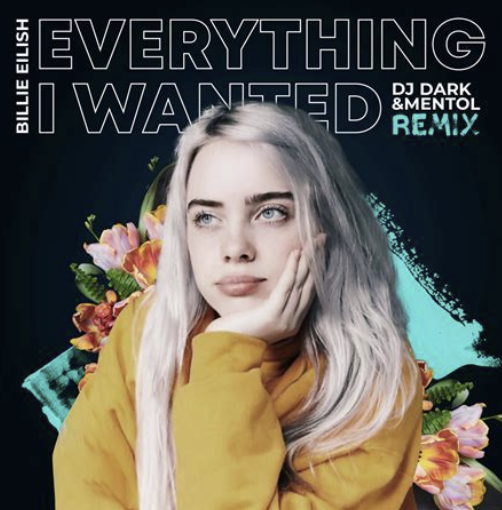 BILLIE EILISH
EVERYTHING
I WANTED
DJ DARK
&MENTOL
REMIX